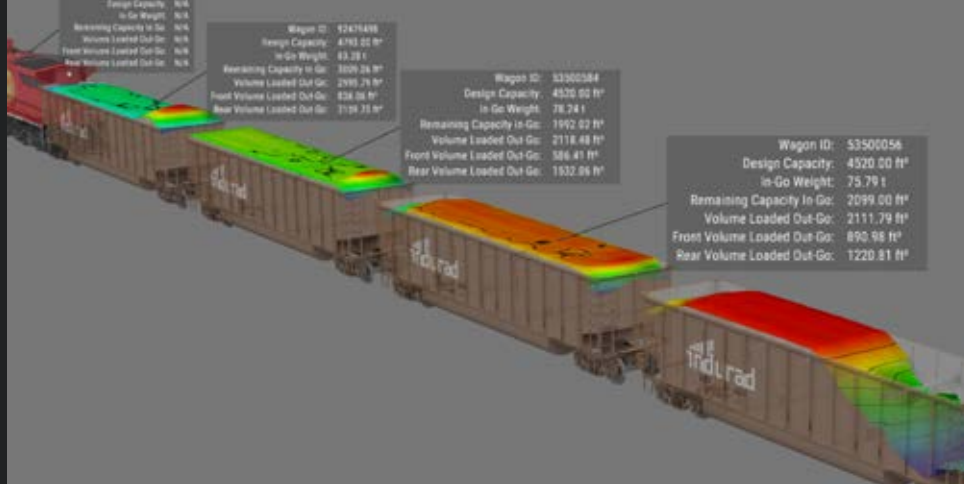 Design Capacity: N/A
In-Go Weight: N/A
Remaining Capacity In-Go: N/A
Volume Loaded Out-Go: N/A
Front Volume Loaded Out-Go: N/A
Rear Volume Loaded Out-Go: N/A
Wagon ID:
Design Capacity:
In-Go Weight:
Remaining Capacity In-Go:
Volume Loaded Out-Go:
Front Volume Loaded Out-Go:
Rear Volume Loaded Out-Go:
Wagon ID: 53500584
Design Capacity: 4520.00 ft³
In-Go Weight: 78.24 t
Remaining Capacity In-Go: 1992.02 ft³
Volume Loaded Out-Go: 2118.48 ft³
Front Volume Loaded Out-Go: 586.41 ft³
Rear Volume Loaded Out-Go: 1532.06 ft³
Wagon ID: 53500056
Design Capacity: 4520.00 ft³
In-Go Weight: 75.79 t
Remaining Capacity In-Go: 2099.00 ft³
Volume Loaded Out-Go: 2111.79 ft³
Front Volume Loaded Out-Go: 890.98 ft³
Rear Volume Loaded Out-Go: 1220.81 ft³
indurad
indurad
indurad
indurad